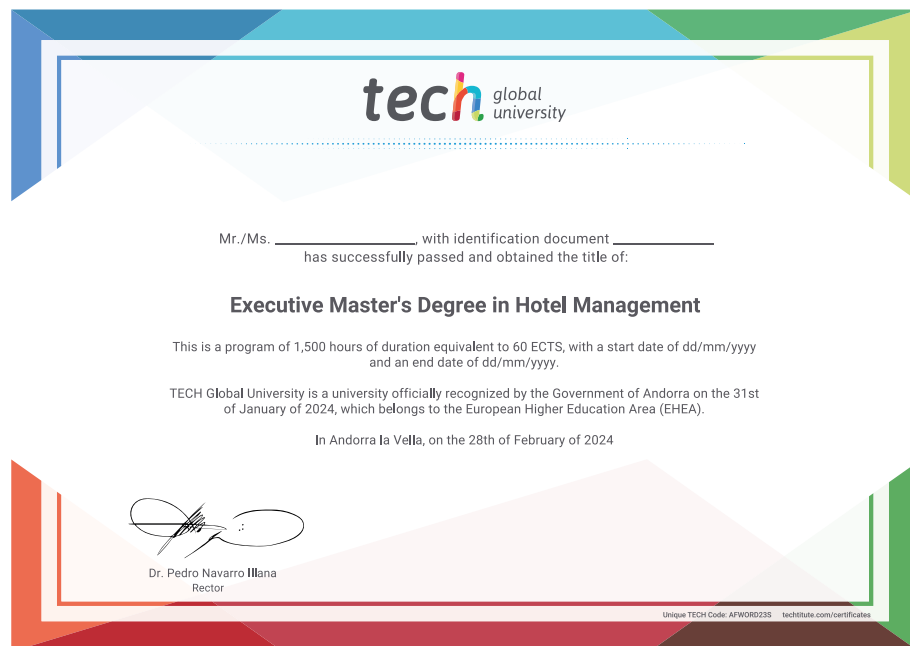 tech global
university
Mr./Ms. ____________, with identification document ____________
has successfully passed and obtained the title of:
Executive Master's Degree in Hotel Management
This is a program of 1,500 hours of duration equivalent to 60 ECTS, with a start date of dd/mm/yyyy
and an end date of dd/mm/yyyy.
TECH Global University is a university officially recognized by the Government of Andorra on the 31st
of January of 2024, which belongs to the European Higher Education Area (EHEA).
In Andorra la Vella, on the 28th of February of 2024
Dr. Pedro Navarro Illana
Rector
Unique TECH Code: AFWORD23S techtitute.com/certificates